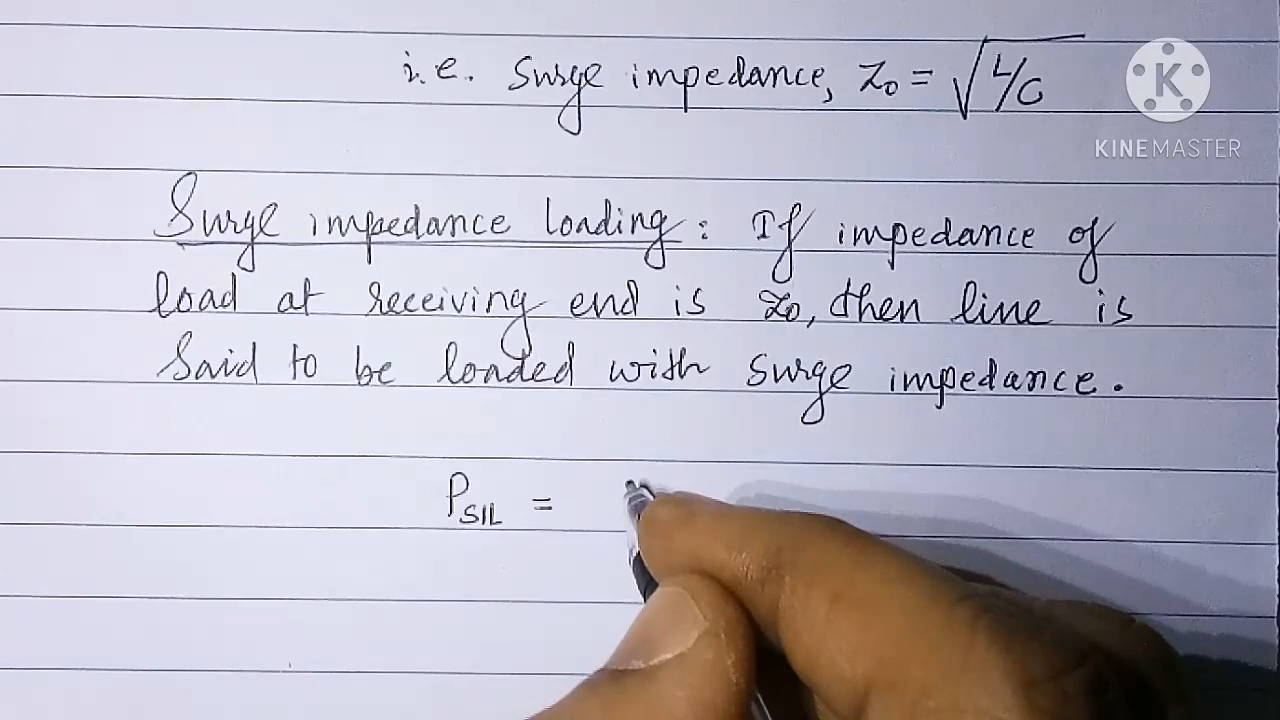 i.e. Surge impedance, Z₀ = √L/C
K
KINEMASTER
Surge impedance loading: If impedance of
load at receiving end is Z₀, then line is
Said to be loaded with Surge impedance.
P_SIL =